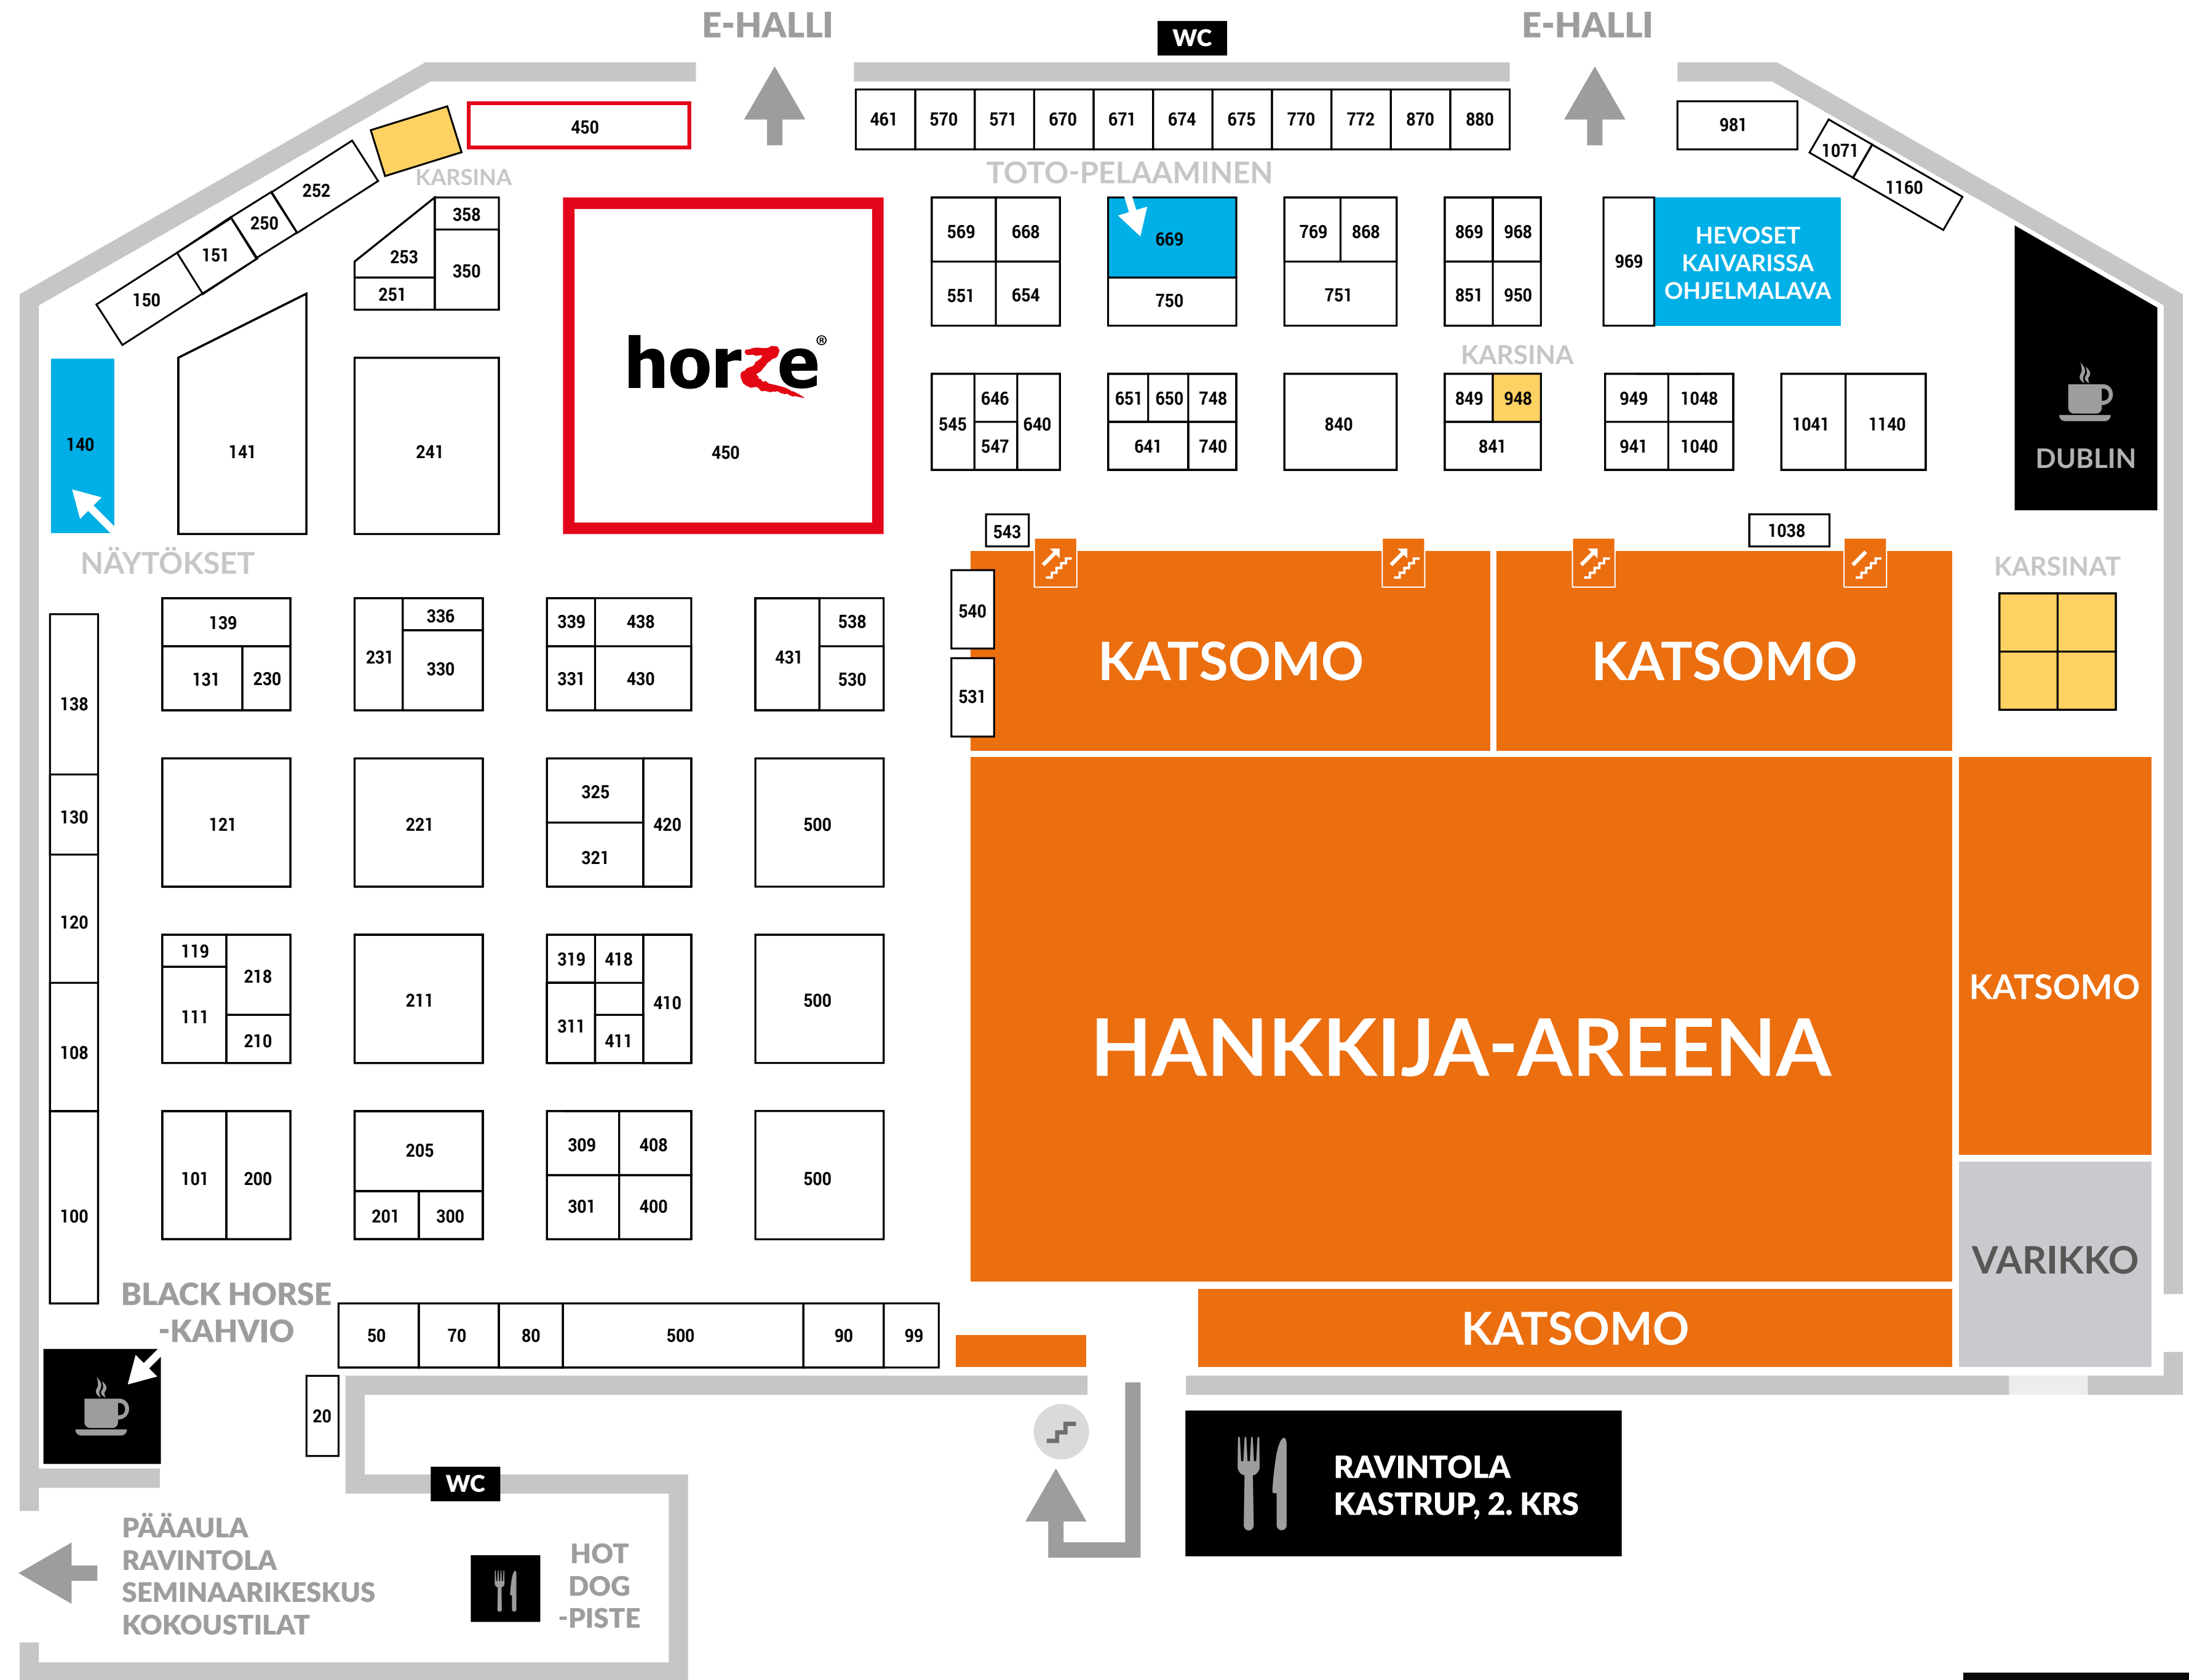 E-HALLI
WC
E-HALLI
450
461 570 571 670 671 674 675 770 772 870 880
981
1071
1160
KARSINA
TOTO-PELAAMINEN
252
250
151
150
358
253
350
251
horze®
450
569 668
551 654
669
750
769 868
751
869 968
851 950
969
HEVOSET
KAIVARISSA
OHJELMALAVA
KARSINA
140
141
241
545 646 640
547
651 650 748
641 740
840
849 948
841
949 1048
941 1040
1041 1140
DUBLIN
NÄYTÖKSET
543
1038
KARSINAT
540
531
KATSOMO
KATSOMO
138
130
120
108
100
139
131 230
231 336
330
339 438
331 430
431 538
530
121
221
325
321
420
500
119
218
111
210
211
319 418
410
311
411
500
101 200
205
201 300
309 408
301 400
500
HANKKIJA-AREENA
KATSOMO
VARIKKO
KATSOMO
BLACK HORSE
-KAHVIO
50 70 80 500 90 99
20
WC
RAVINTOLA
KASTRUP, 2. KRS
PÄÄAULA
RAVINTOLA
SEMINAARIKESKUS
KOKOUSTILAT
HOT
DOG
-PISTE